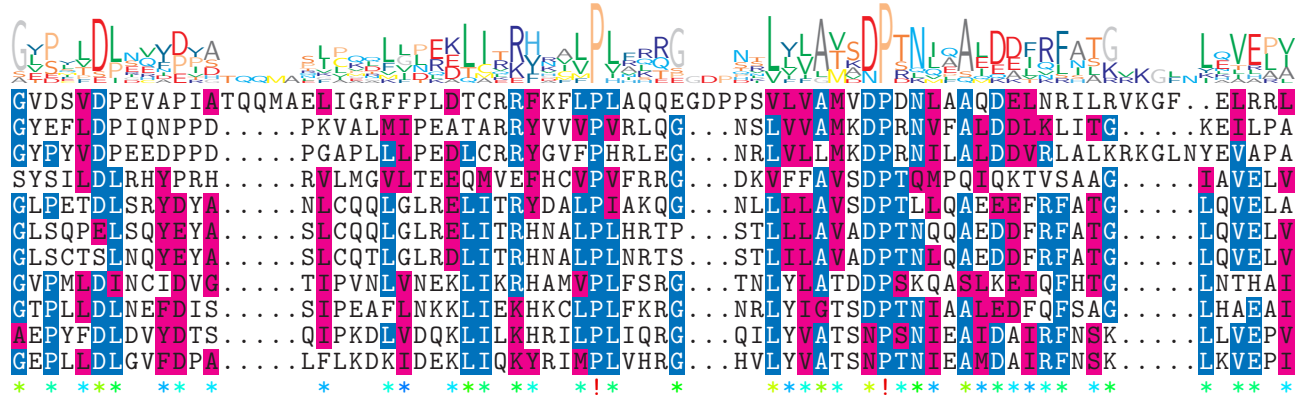 GVDSVDPEVAPIATQQMAELIGRFFPLDTCRRFKFLPLAQQEGDPPSVLVAMVDPDNLAAQDELNRILRVKGF..ELRRL
GYEFLDPIQNPPD.....PKVALMIPEATARRYVVVPVRLQG...NSLVVAMKDPRNVFALDDLKLITG.....KEILPA
GYPYVDPEEDPPD.....PGAPLLLPEDLCRRYGVFPHRLEG...NRLVLLMKDPRNILALDDVRLALKRKGLNYEVAPA
SYSILDLRHYPRH.....RVLMGVLTEEQMVEFHCVPVFRRG...DKVFFAVSDPTQMPQIQKTVSAAG.....IAVELV
GLPETDLSRYDYA.....NLCQQLGLRELITRYDALPIAKQG...NLLLLAVSDPTLLQAEEEFRFATG.....LQVELA
GLSQPELSQYEYA.....SLCQQLGLRELITRHNALPLHRTP...STLLLAVADPTNQQAEDDFRFATG.....LQVELV
GLSCTSLNQYEYA.....SLCQTLGLRDLITRHNALPLNRTS...STLILAVADPTNLQAEDDFRFATG.....LQVELV
GVPMLDINCIDVG.....TIPVNLVNEKLIKRHAMVPLFSRG...TNLYLATDDPSKQASLKEIQFHTG.....LNTHAI
GTPLLDLNEFDIS.....SIPEAFLNKKLIEKHKCLPLFKRG...NRLYIGTSDPTNIAALEDFQFSAG.....LHAEAI
AEPYFDLDVYDTS.....QIPKDLVDQKLILKHRILPLIQRG...QILYVATSNPSNIEAIDAIRFNSK.....LLVEPV
GEPLLDLGVFDPA.....LFLKDKIDEKLIQKYRIMPLVHRG...HVLYVATSNPTNIEAMDAIRFNSK.....LKVEPI